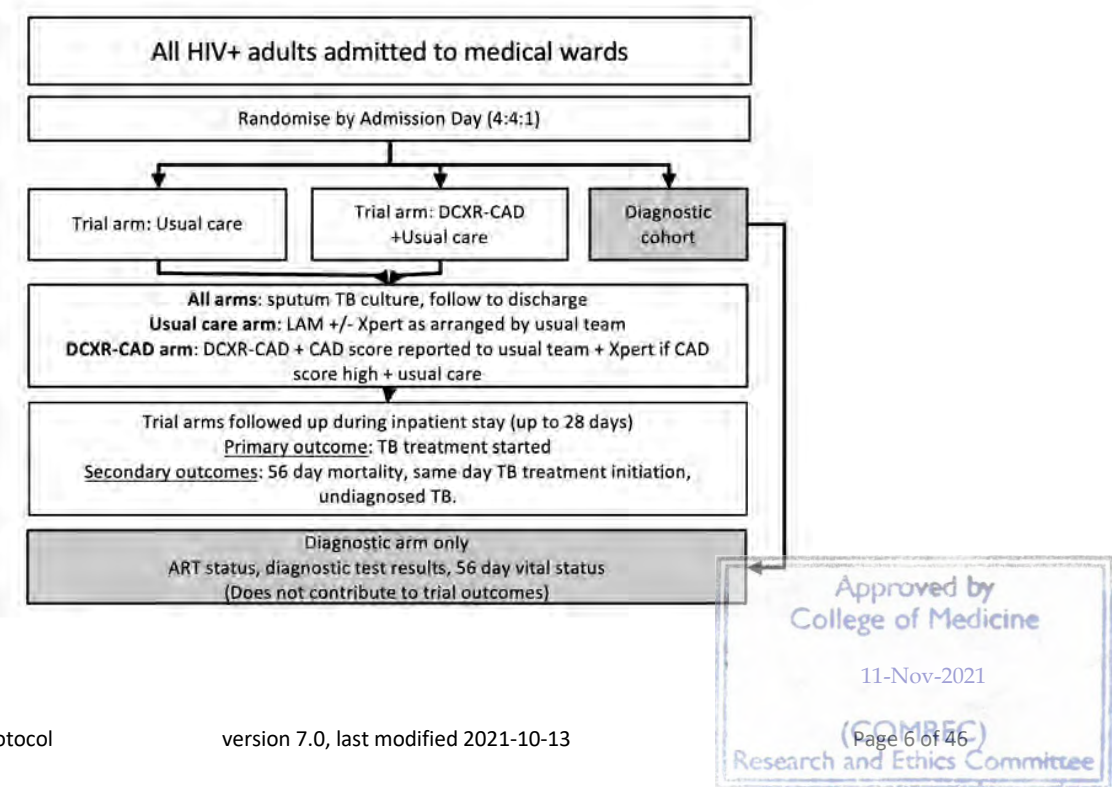 All HIV+ adults admitted to medical wards
Randomise by Admission Day (4:4:1)
Trial arm: Usual care
Trial arm: DCXR-CAD
+Usual care
Diagnostic
cohort
All arms: sputum TB culture, follow to discharge
Usual care arm: LAM +/- Xpert as arranged by usual team
DCXR-CAD arm: DCXR-CAD + CAD score reported to usual team + Xpert if CAD
score high + usual care
Trial arms followed up during inpatient stay (up to 28 days)
Primary outcome: TB treatment started
Secondary outcomes: 56 day mortality, same day TB treatment initiation,
undiagnosed TB.
Diagnostic arm only
ART status, diagnostic test results, 56 day vital status
(Does not contribute to trial outcomes)
Approved by
College of Medicine
11-Nov-2021
(COMREC)
Research and Ethics Committee
otocol version 7.0, last modified 2021-10-13 Page 6 of 46